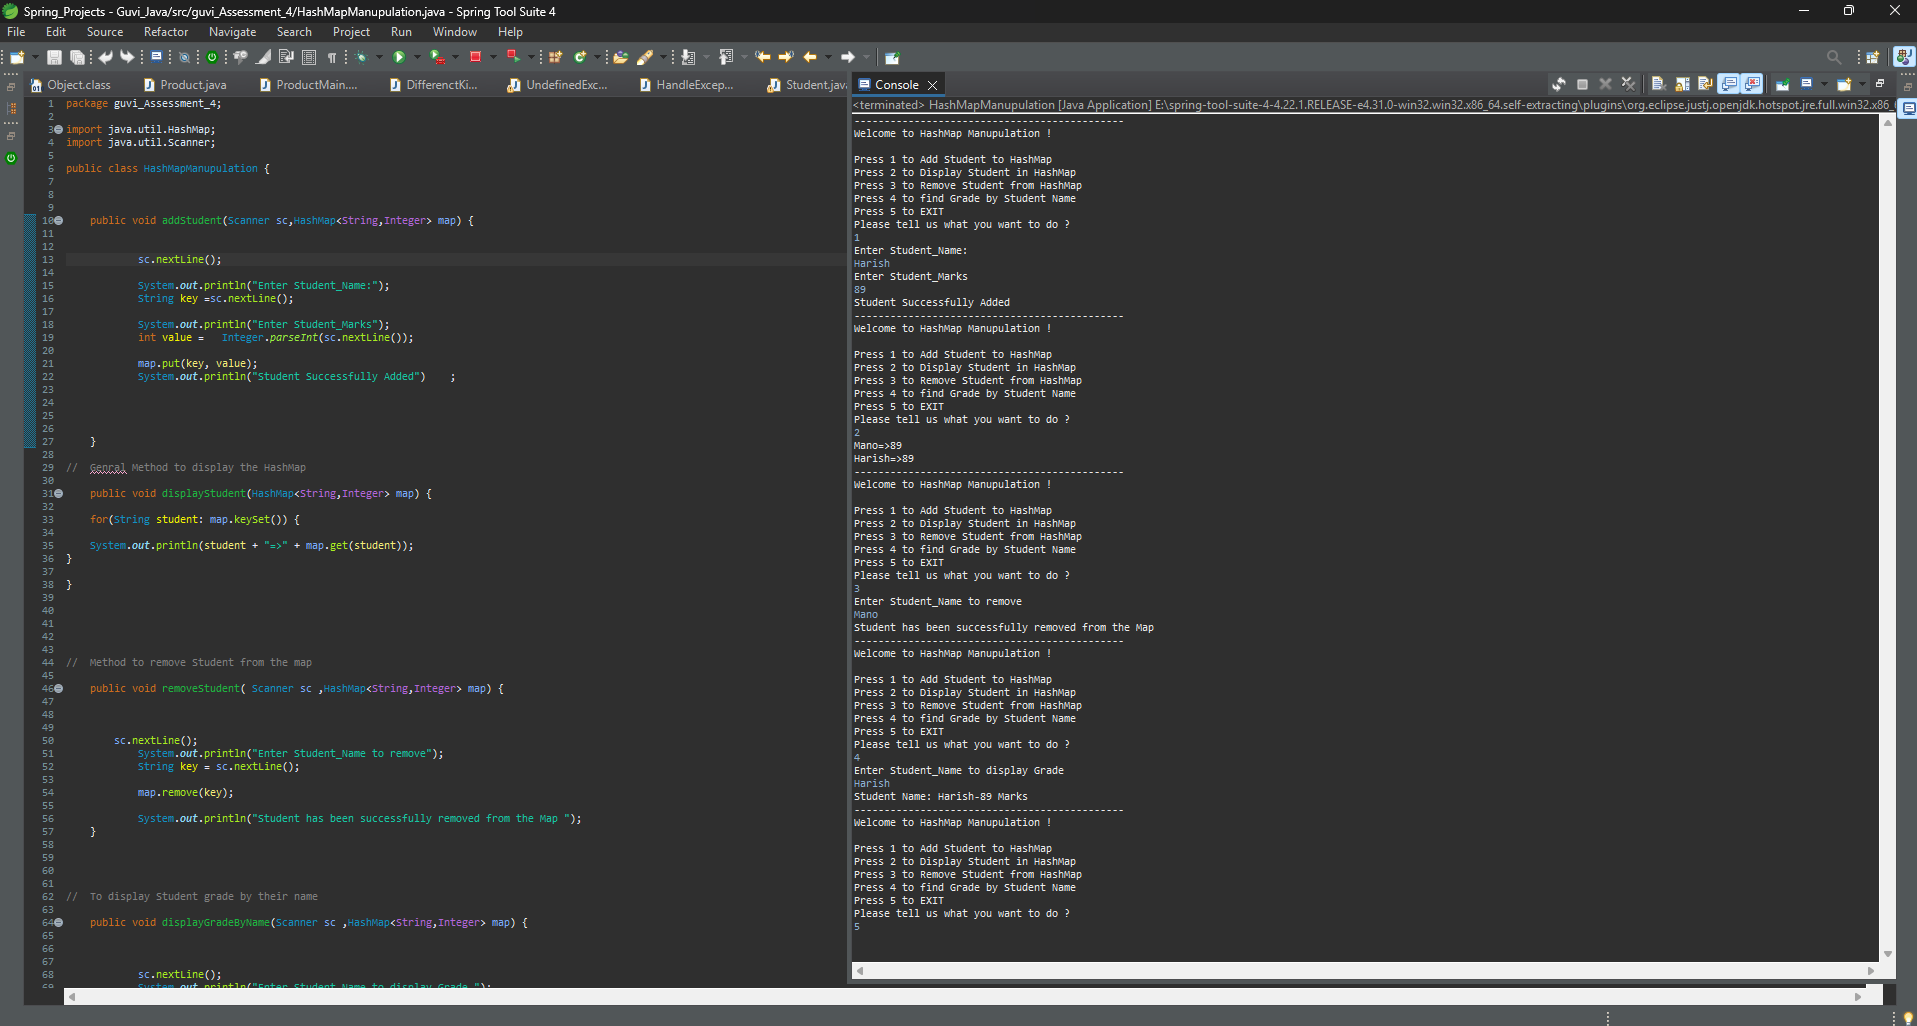 Spring_Projects - Guvi_Java/src/guvi_Assessment_4/HashMapManupulation.java - Spring Tool Suite 4
File Edit Source Refactor Navigate Search Project Run Window Help
Object.class Product.java ProductMain.... DifferenctKi... UndefinedExc... HandleExcep... Student.jav
1 package guvi_Assessment_4;
2
3 import java.util.HashMap;
4 import java.util.Scanner;
5
6 public class HashMapManupulation {
7
8
9
10 public void addStudent(Scanner sc,HashMap<String,Integer> map) {
11
12
13 sc.nextLine();
14
15 System.out.println("Enter Student_Name:");
16 String key =sc.nextLine();
17
18 System.out.println("Enter Student_Marks");
19 int value = Integer.parseInt(sc.nextLine());
20
21 map.put(key, value);
22 System.out.println("Student Successfully Added") ;
23
24
25
26
27 }
28
29 // Genral Method to display the HashMap
30
31 public void displayStudent(HashMap<String,Integer> map) {
32
33 for(String student: map.keySet()) {
34
35 System.out.println(student + "=>" + map.get(student));
36 }
37
38 }
39
40
41
42
43
44 // Method to remove Student from the map
45
46 public void removeStudent( Scanner sc ,HashMap<String,Integer> map) {
47
48
49
50 sc.nextLine();
51 System.out.println("Enter Student_Name to remove");
52 String key = sc.nextLine();
53
54 map.remove(key);
55
56 System.out.println("Student has been successfully removed from the Map ");
57 }
58
59
60
61
62 // To display Student grade by their name
63
64 public void displayGradeByName(Scanner sc ,HashMap<String,Integer> map) {
65
66
67
68 sc.nextLine();
69 System.out.println("Enter Student_Name to display Grade ");
Console
<terminated> HashMapManupulation [Java Application] E:\spring-tool-suite-4-4.22.1.RELEASE-e4.31.0-win32.win32.x86_64.self-extracting\plugins\org.eclipse.justj.openjdk.hotspot.jre.full.win32.x86_
---------------------------------------------
Welcome to HashMap Manupulation !
Press 1 to Add Student to HashMap
Press 2 to Display Student in HashMap
Press 3 to Remove Student from HashMap
Press 4 to find Grade by Student Name
Press 5 to EXIT
Please tell us what you want to do ?
1
Enter Student_Name:
Harish
Enter Student_Marks
89
Student Successfully Added
---------------------------------------------
Welcome to HashMap Manupulation !
Press 1 to Add Student to HashMap
Press 2 to Display Student in HashMap
Press 3 to Remove Student from HashMap
Press 4 to find Grade by Student Name
Press 5 to EXIT
Please tell us what you want to do ?
2
Mano=>89
Harish=>89
---------------------------------------------
Welcome to HashMap Manupulation !
Press 1 to Add Student to HashMap
Press 2 to Display Student in HashMap
Press 3 to Remove Student from HashMap
Press 4 to find Grade by Student Name
Press 5 to EXIT
Please tell us what you want to do ?
3
Enter Student_Name to remove
Mano
Student has been successfully removed from the Map
---------------------------------------------
Welcome to HashMap Manupulation !
Press 1 to Add Student to HashMap
Press 2 to Display Student in HashMap
Press 3 to Remove Student from HashMap
Press 4 to find Grade by Student Name
Press 5 to EXIT
Please tell us what you want to do ?
4
Enter Student_Name to display Grade
Harish
Student Name: Harish-89 Marks
---------------------------------------------
Welcome to HashMap Manupulation !
Press 1 to Add Student to HashMap
Press 2 to Display Student in HashMap
Press 3 to Remove Student from HashMap
Press 4 to find Grade by Student Name
Press 5 to EXIT
Please tell us what you want to do ?
5